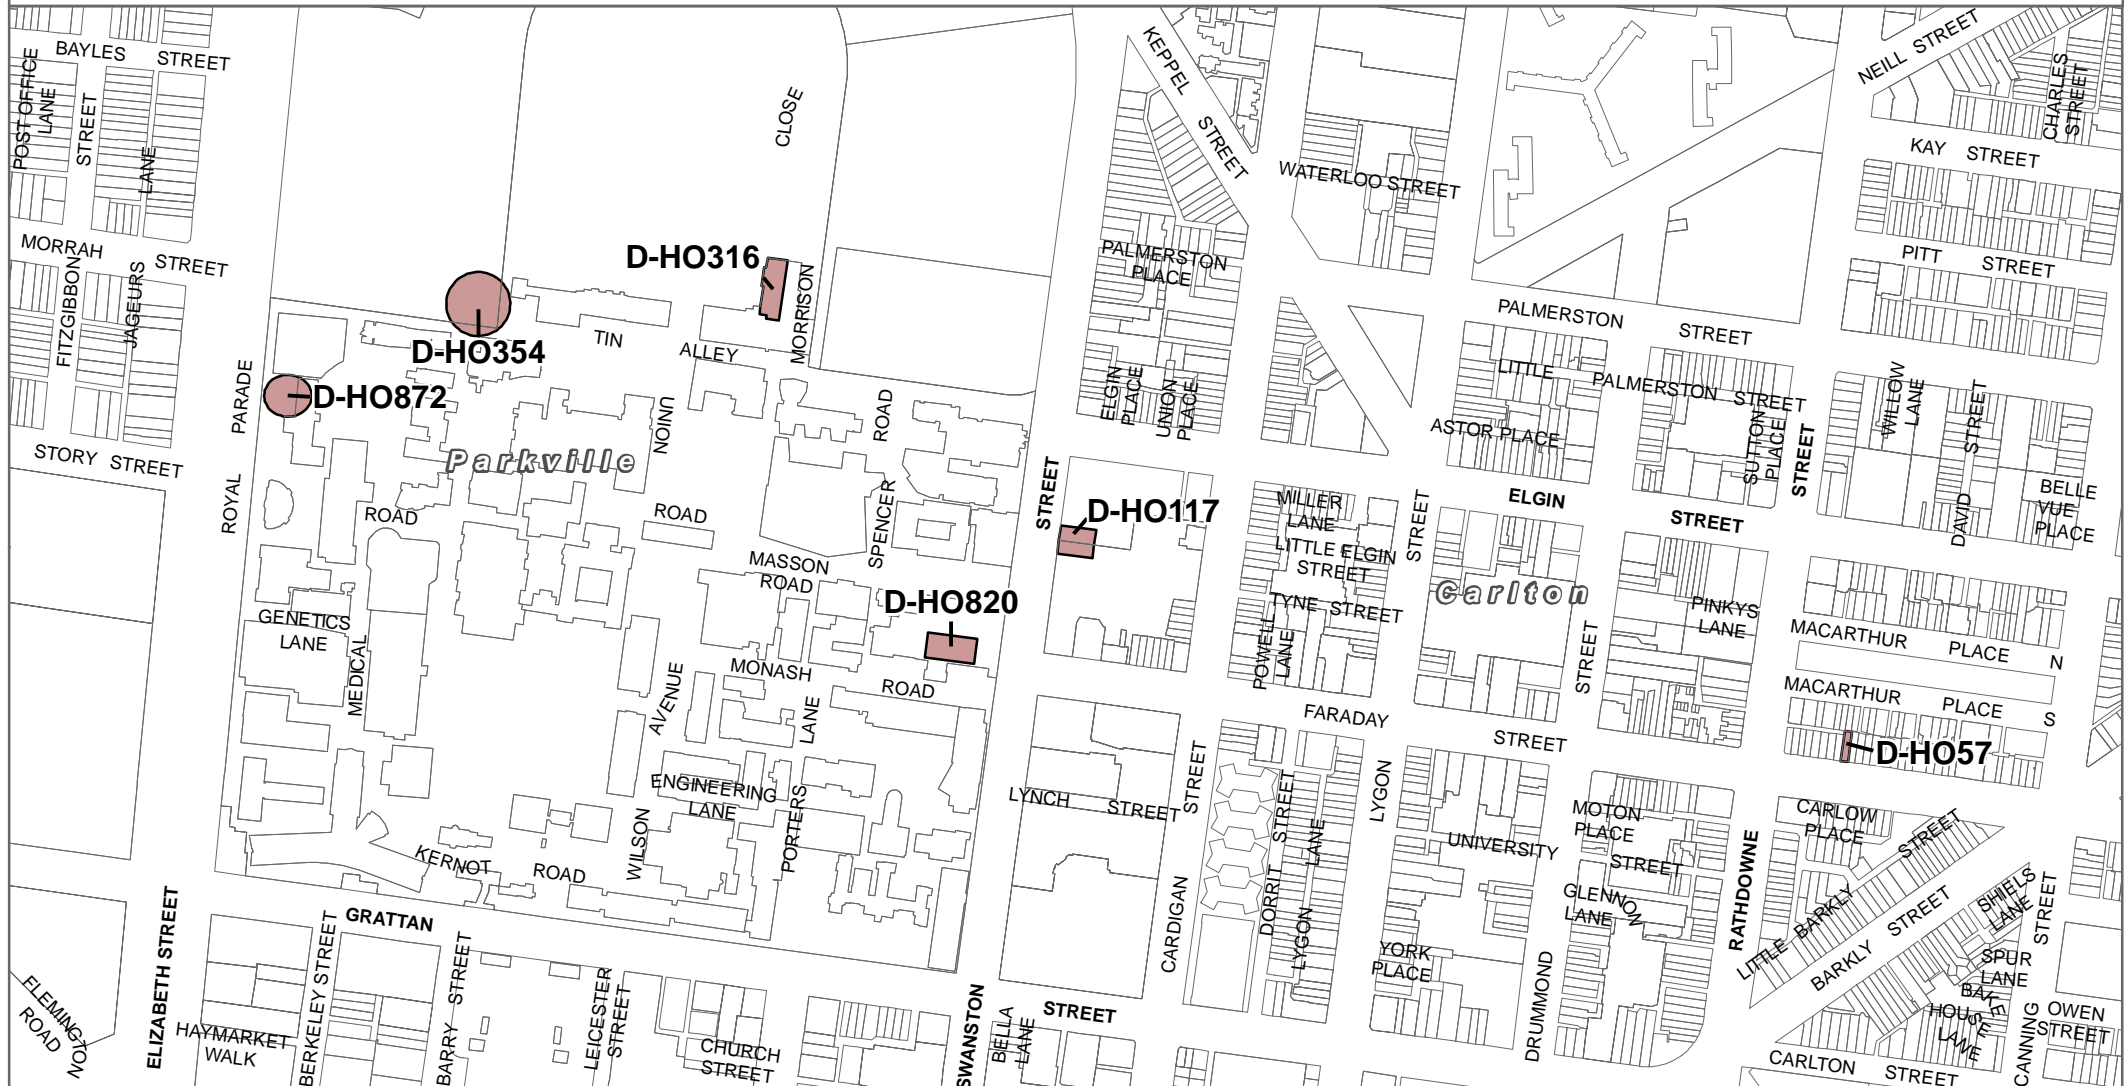 BAYLES STREET
POST OFFICE
LANE
STREET
LANE
MORRAH STREET
FITZGIBBON
JAGEURS
STORY STREET
PARADE
ROYAL
CLOSE
D-HO316
D-HO354
D-HO872
TIN ALLEY
MORRISON
UNION
ROAD
Parkville
ROAD
ROAD
SPENCER
MASSON
ROAD
D-HO820
GENETICS
LANE
MEDICAL
MONASH
ROAD
AVENUE
LANE
ENGINEERING
LANE
WILSON
PORTERS
KERNOT ROAD
GRATTAN
STREET
ELIZABETH STREET
FLEMINGTON
ROAD
HAYMARKET
WALK
BERKELEY STREET
BARRY STREET
LEICESTER
STREET
CHURCH
STREET
SWANSTON
STREET
BELLA
LANE
KEPPEL
STREET
WATERLOO STREET
PALMERSTON
PLACE
ELGIN
PLACE
UNION
PLACE
D-HO117
MILLER
LANE
LITTLE ELGIN
STREET
TYNE STREET
POWELL
LANE
FARADAY
STREET
LYNCH STREET
STREET
CARDIGAN
DORRIT STREET
LYGON
LANE
LYGON
STREET
UNIVERSITY
STREET
YORK
PLACE
DRUMMOND
STREET
MOTON
PLACE
GLENNON
LANE
NEILL STREET
CHARLES
STREET
KAY STREET
PITT STREET
PALMERSTON
STREET
LITTLE PALMERSTON STREET
ASTOR PLACE
SUTTON
PLACE
STREET
WILLOW
LANE
DAVID STREET
BELLE
VUE
PLACE
ELGIN
STREET
Carlton
PINKYS
LANE
MACARTHUR PLACE N
MACARTHUR PLACE S
D-HO57
CARLOW
PLACE
RATHDOWNE
LITTLE BARKLY STREET
BARKLY STREET
SHIELS
LANE
STREET
SPUR
LANE
BAKE
HOUSE
LANE
OWEN
STREET
CANNING
CARLTON STREET